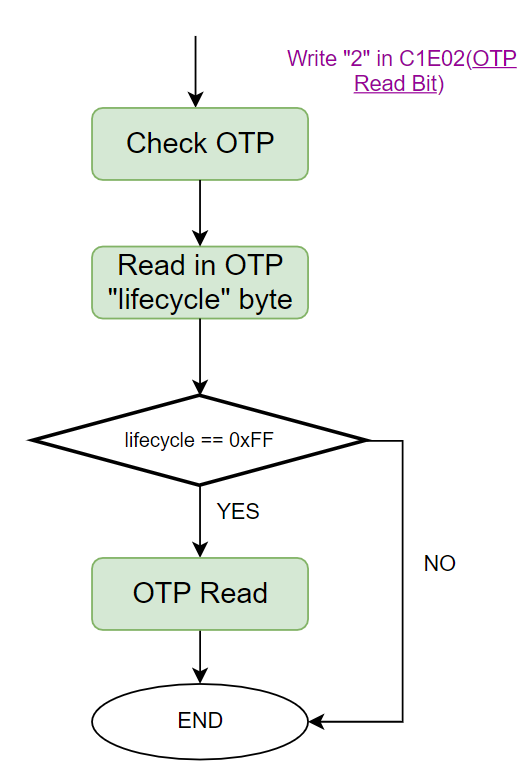 Write "2" in C1E02(OTP
Read Bit)
Check OTP
Read in OTP
"lifecycle" byte
lifecycle == 0xFF
YES
NO
OTP Read
END